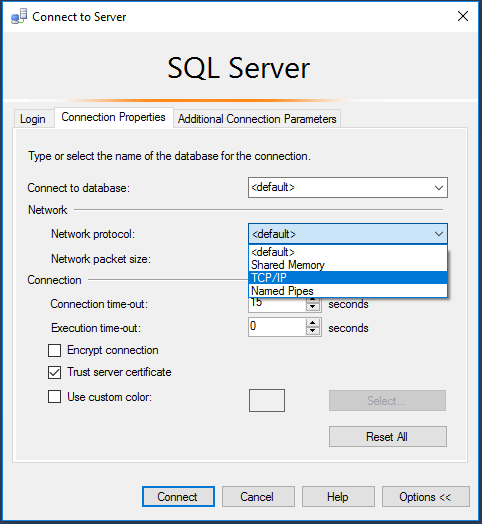 Connect to Server
SQL Server
Login Connection Properties Additional Connection Parameters
Type or select the name of the database for the connection.
Connect to database: <default>
Network
Network protocol: <default>
<default>
Shared Memory
Network packet size:
TCP/IP
Named Pipes
Connection
Connection time-out: 15 seconds
Execution time-out: 0 seconds
Encrypt connection
Trust server certificate
Use custom color: Select...
Reset All
Connect Cancel Help Options <<